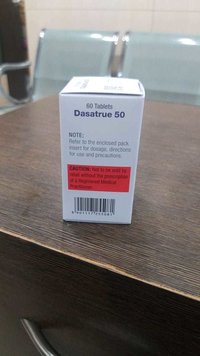 60 Tablets
Dasatrue 50
NOTE:
Refer to the enclosed pack
insert for dosage, directions
for use and precautions.
CAUTION: Not to be sold by
retail without the prescription
of a Registered Medical
Practitioner.